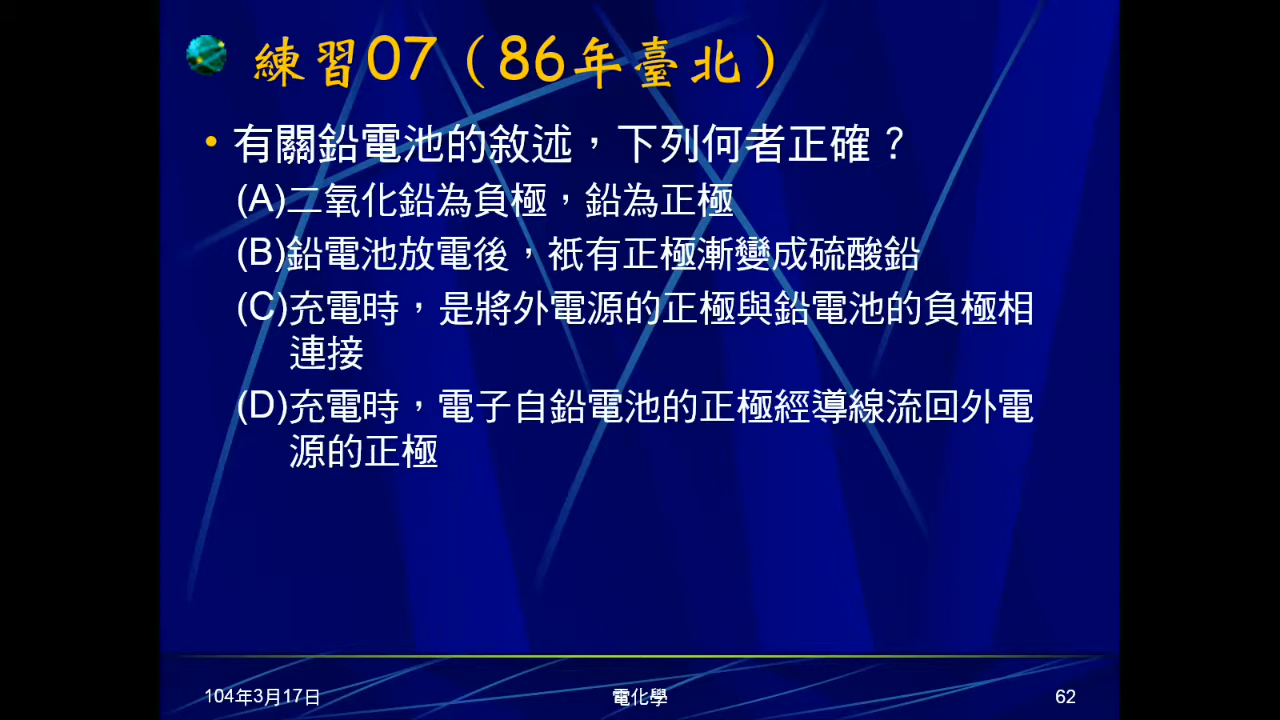 練習07（86年臺北）
• 有關鉛電池的敘述，下列何者正確？
(A)二氧化鉛為負極，鉛為正極
(B)鉛電池放電後，衹有正極漸變成硫酸鉛
(C)充電時，是將外電源的正極與鉛電池的負極相
連接
(D)充電時，電子自鉛電池的正極經導線流回外電
源的正極
104年3月17日
電化學
62